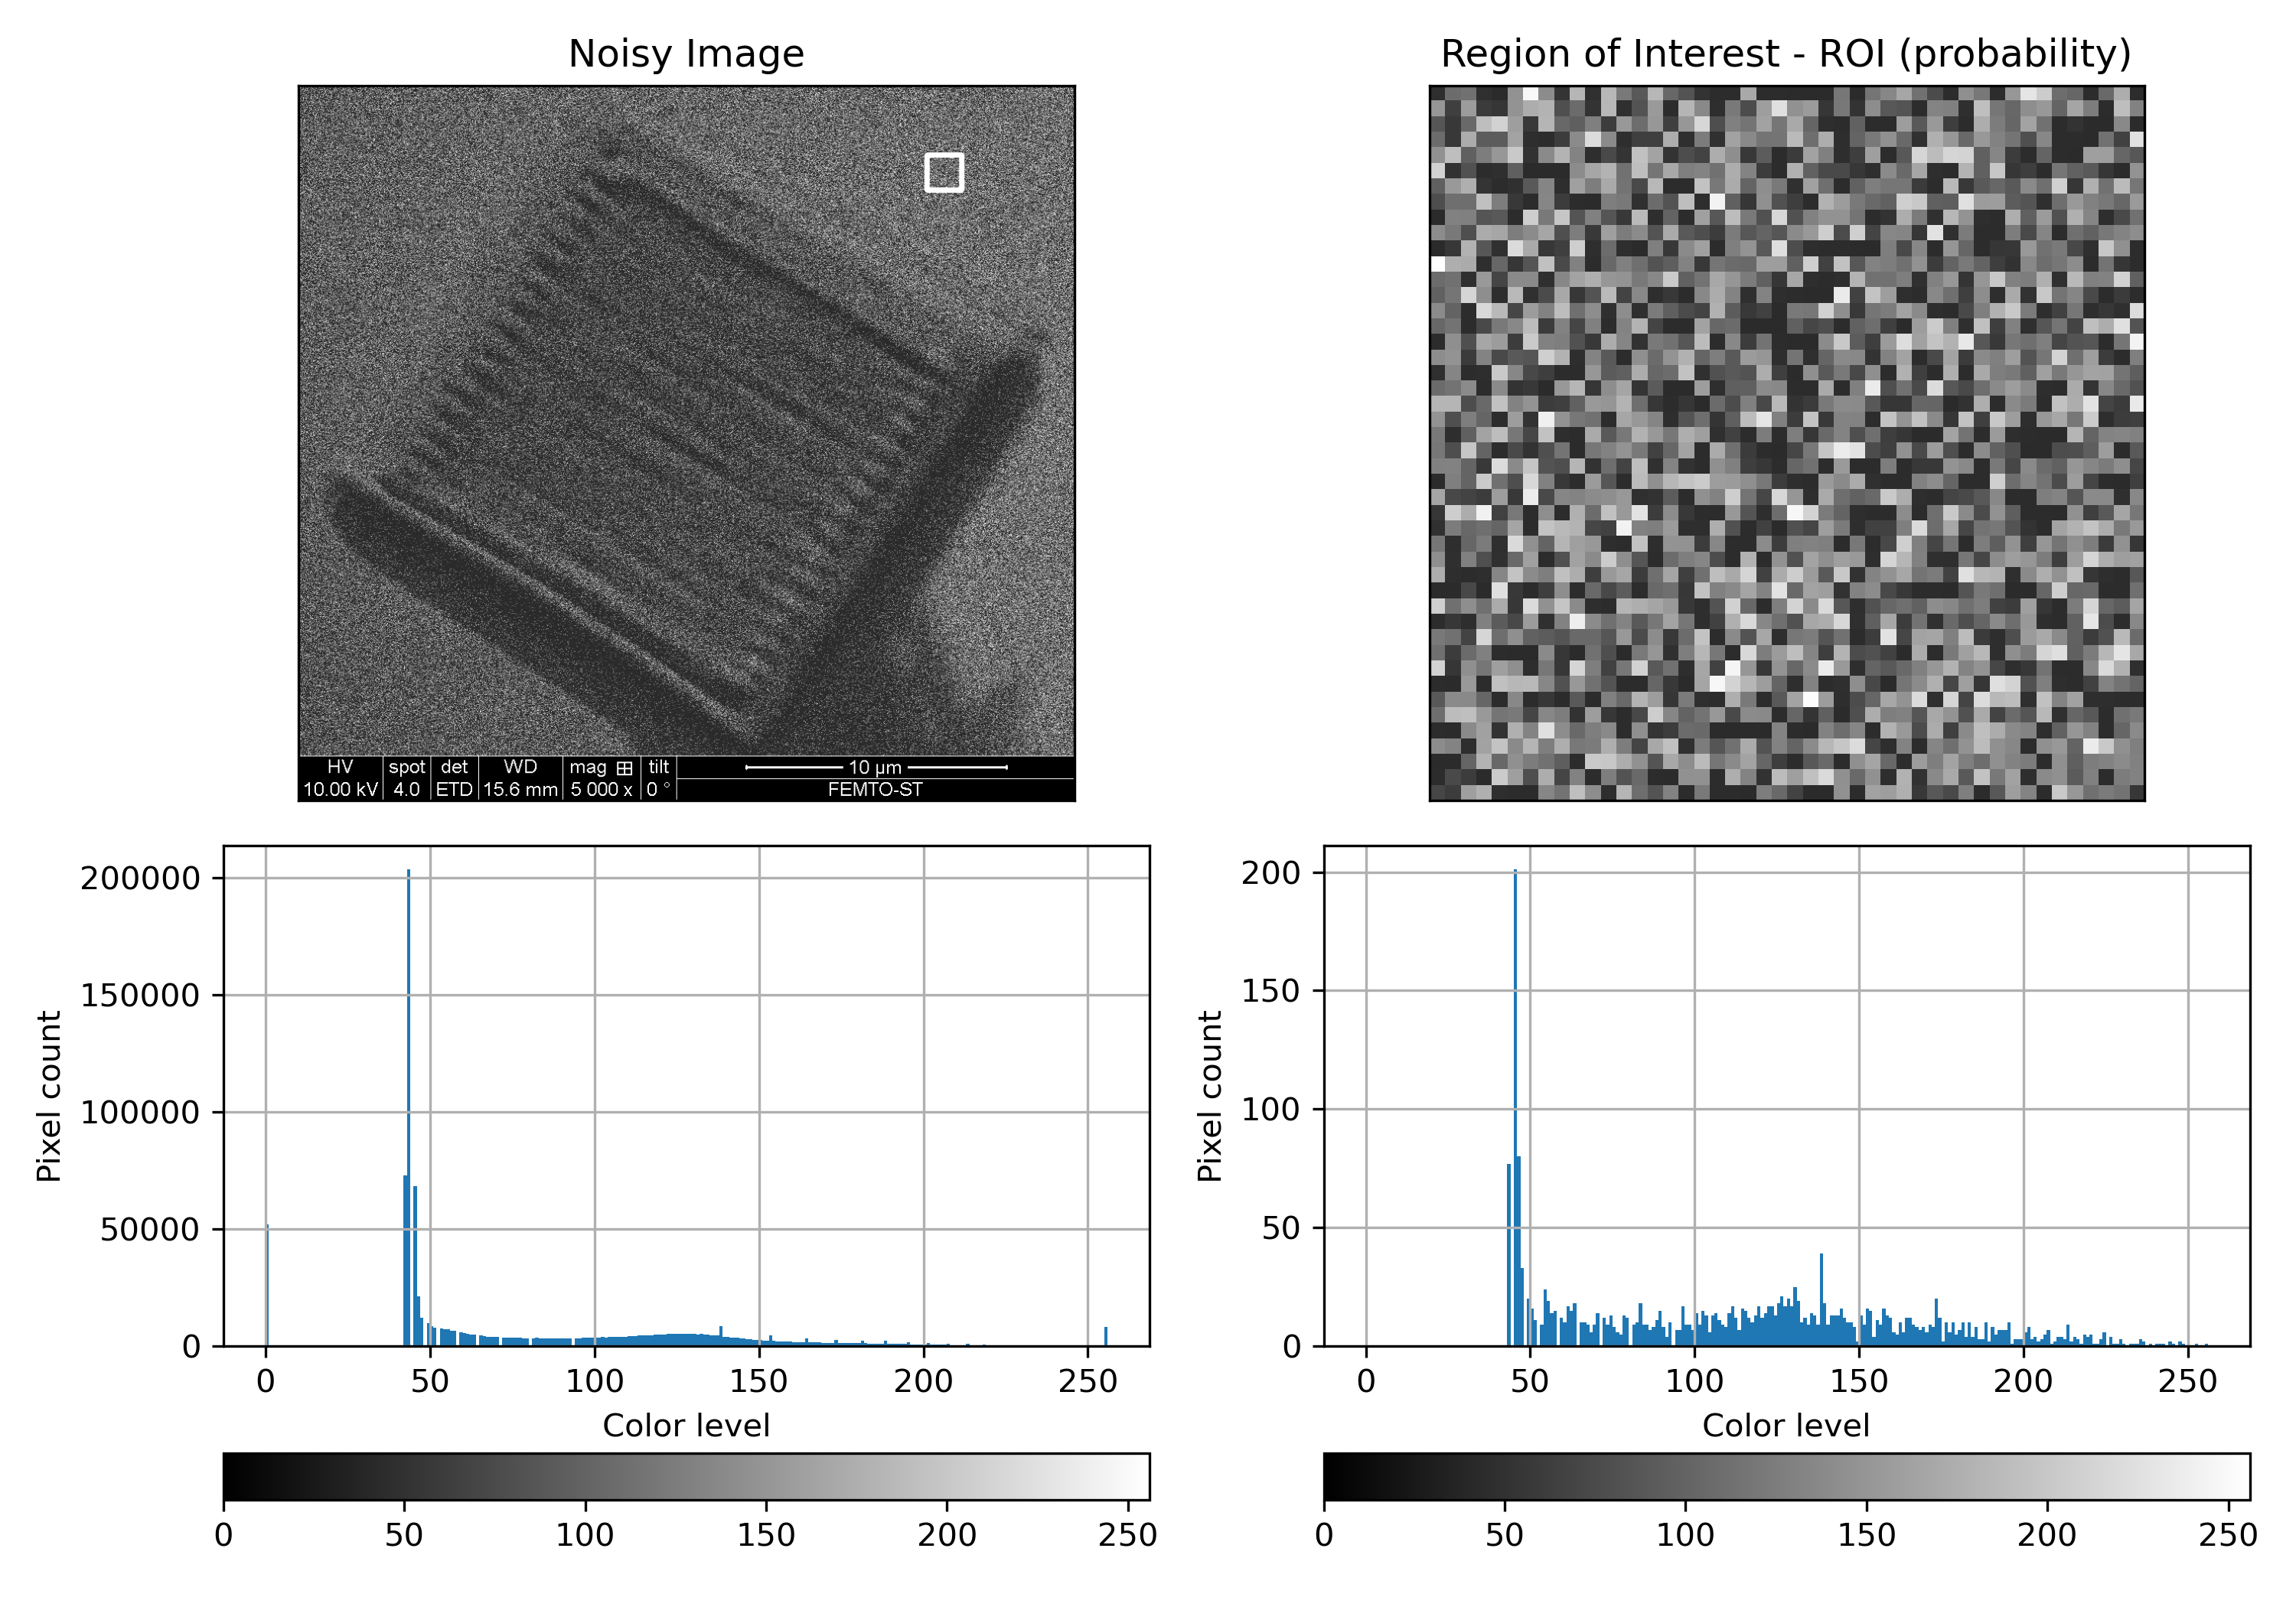 Noisy Image
Region of Interest - ROI (probability)
HV spot det WD mag tilt 10 µm
10.00 kV 4.0 ETD 15.6 mm 5 000 x 0 ° FEMTO-ST
200000
150000
100000
50000
0
Pixel count
0 50 100 150 200 250
Color level
0 50 100 150 200 250
200
150
100
50
0
Pixel count
0 50 100 150 200 250
Color level
0 50 100 150 200 250